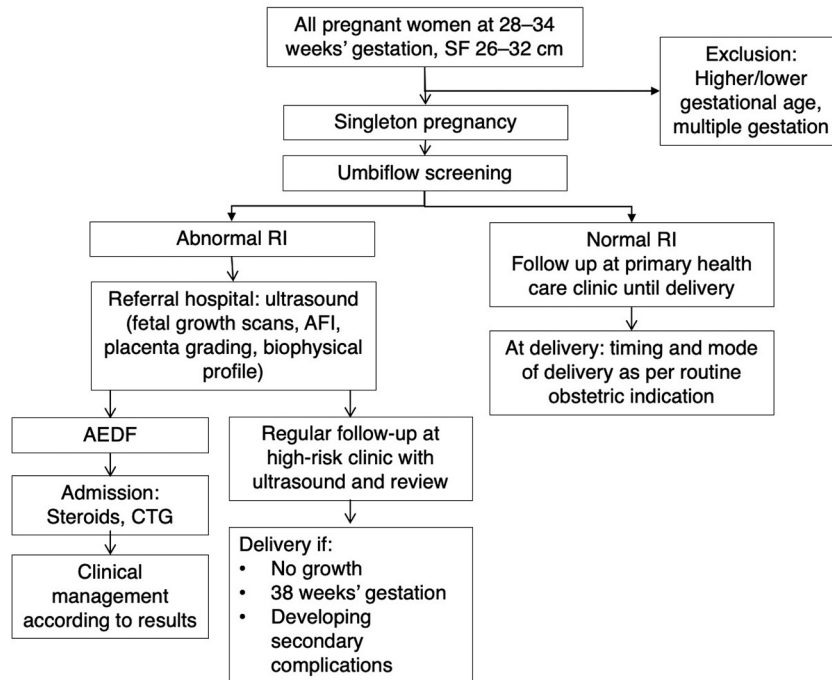 All pregnant women at 28–34
weeks’ gestation, SF 26–32 cm
Exclusion:
Higher/lower
gestational age,
multiple gestation
Singleton pregnancy
Umbiflow screening
Abnormal RI
Normal RI
Follow up at primary health
care clinic until delivery
Referral hospital: ultrasound
(fetal growth scans, AFI,
placenta grading, biophysical
profile)
At delivery: timing and mode
of delivery as per routine
obstetric indication
AEDF
Admission:
Steroids, CTG
Clinical
management
according to results
Regular follow-up at
high-risk clinic with
ultrasound and review
Delivery if:
• No growth
• 38 weeks’ gestation
• Developing
secondary
complications